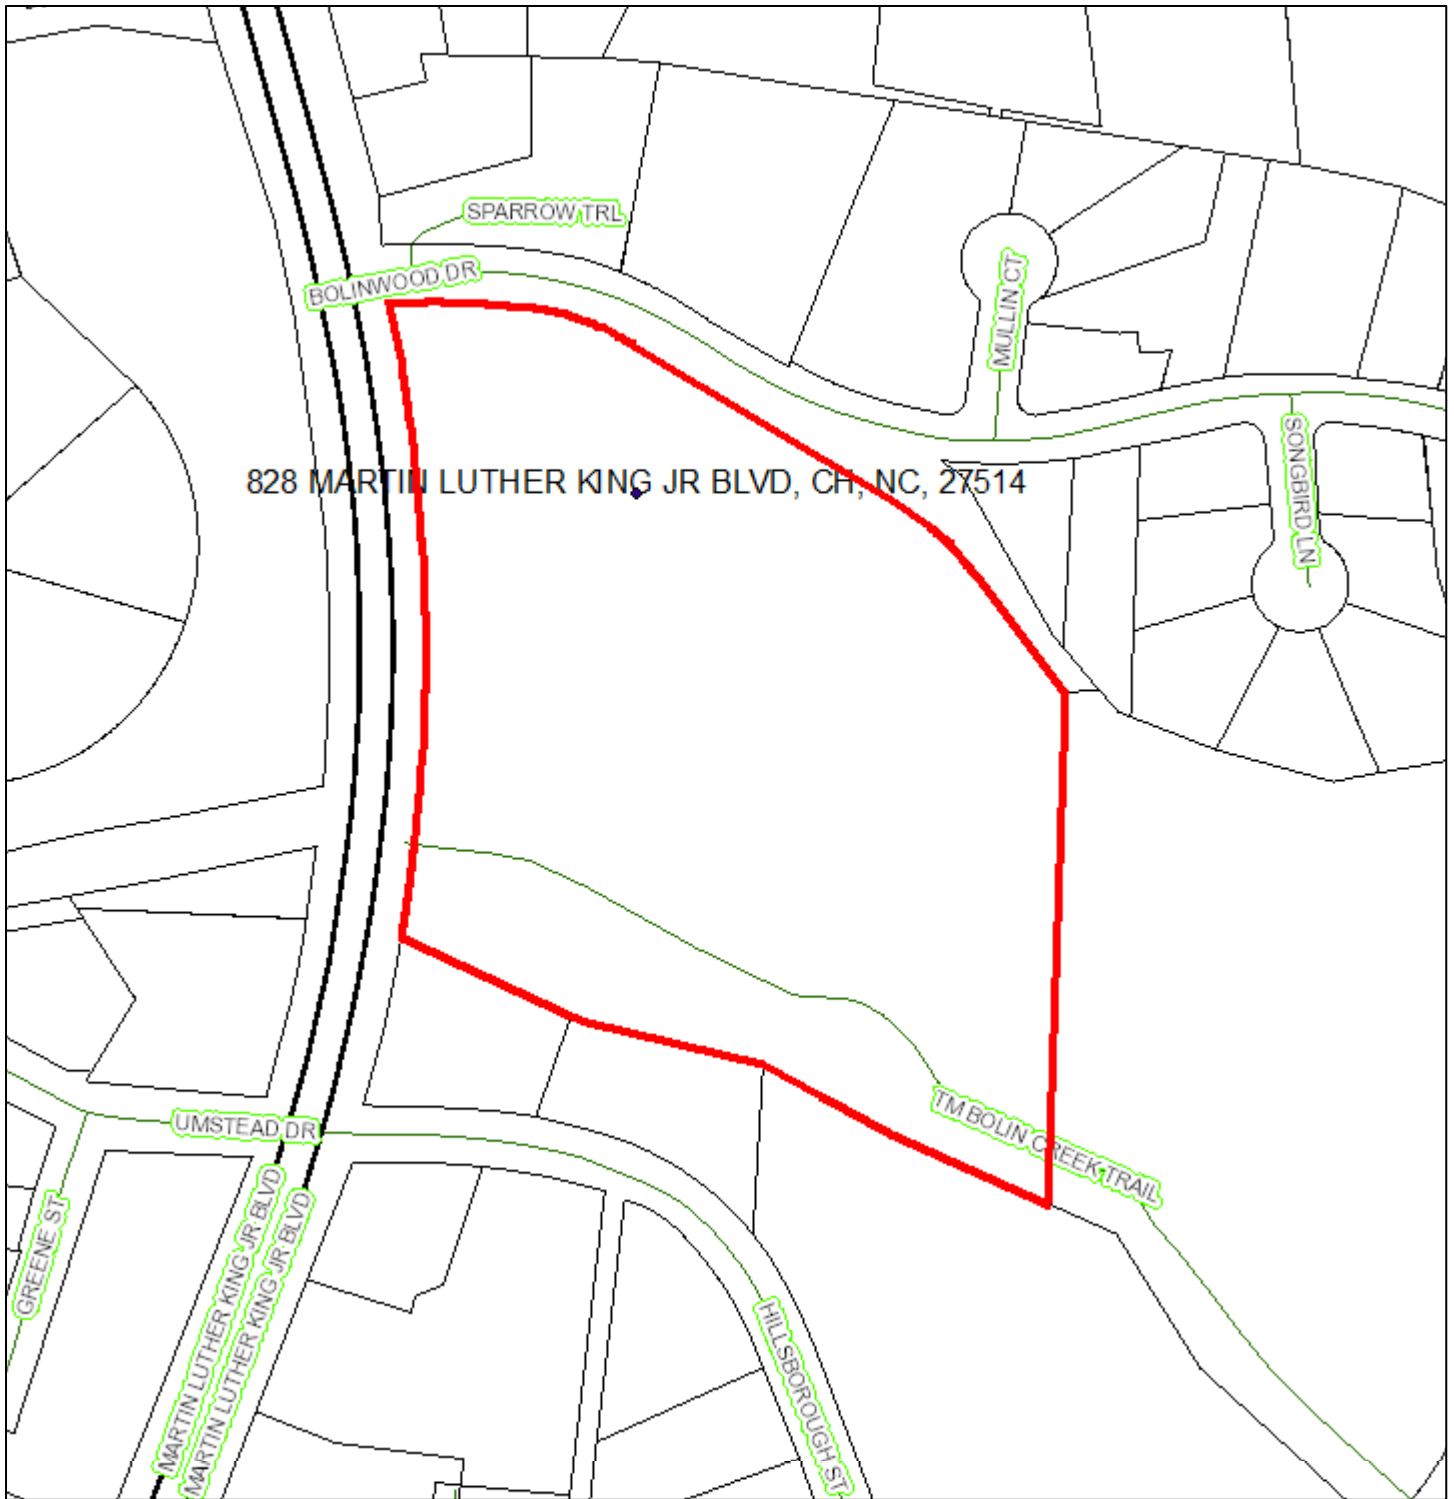 SPARROW TRL
BOLINWOOD DR
MULLIN CT
828 MARTIN LUTHER KING JR BLVD, CH, NC, 27514
SONGBIRD LN
TM BOLIN CREEK TRAIL
UMSTEAD DR
GREENE ST
MARTIN LUTHER KING JR BLVD
MARTIN LUTHER KING JR BLVD
HILLSBOROUGH ST